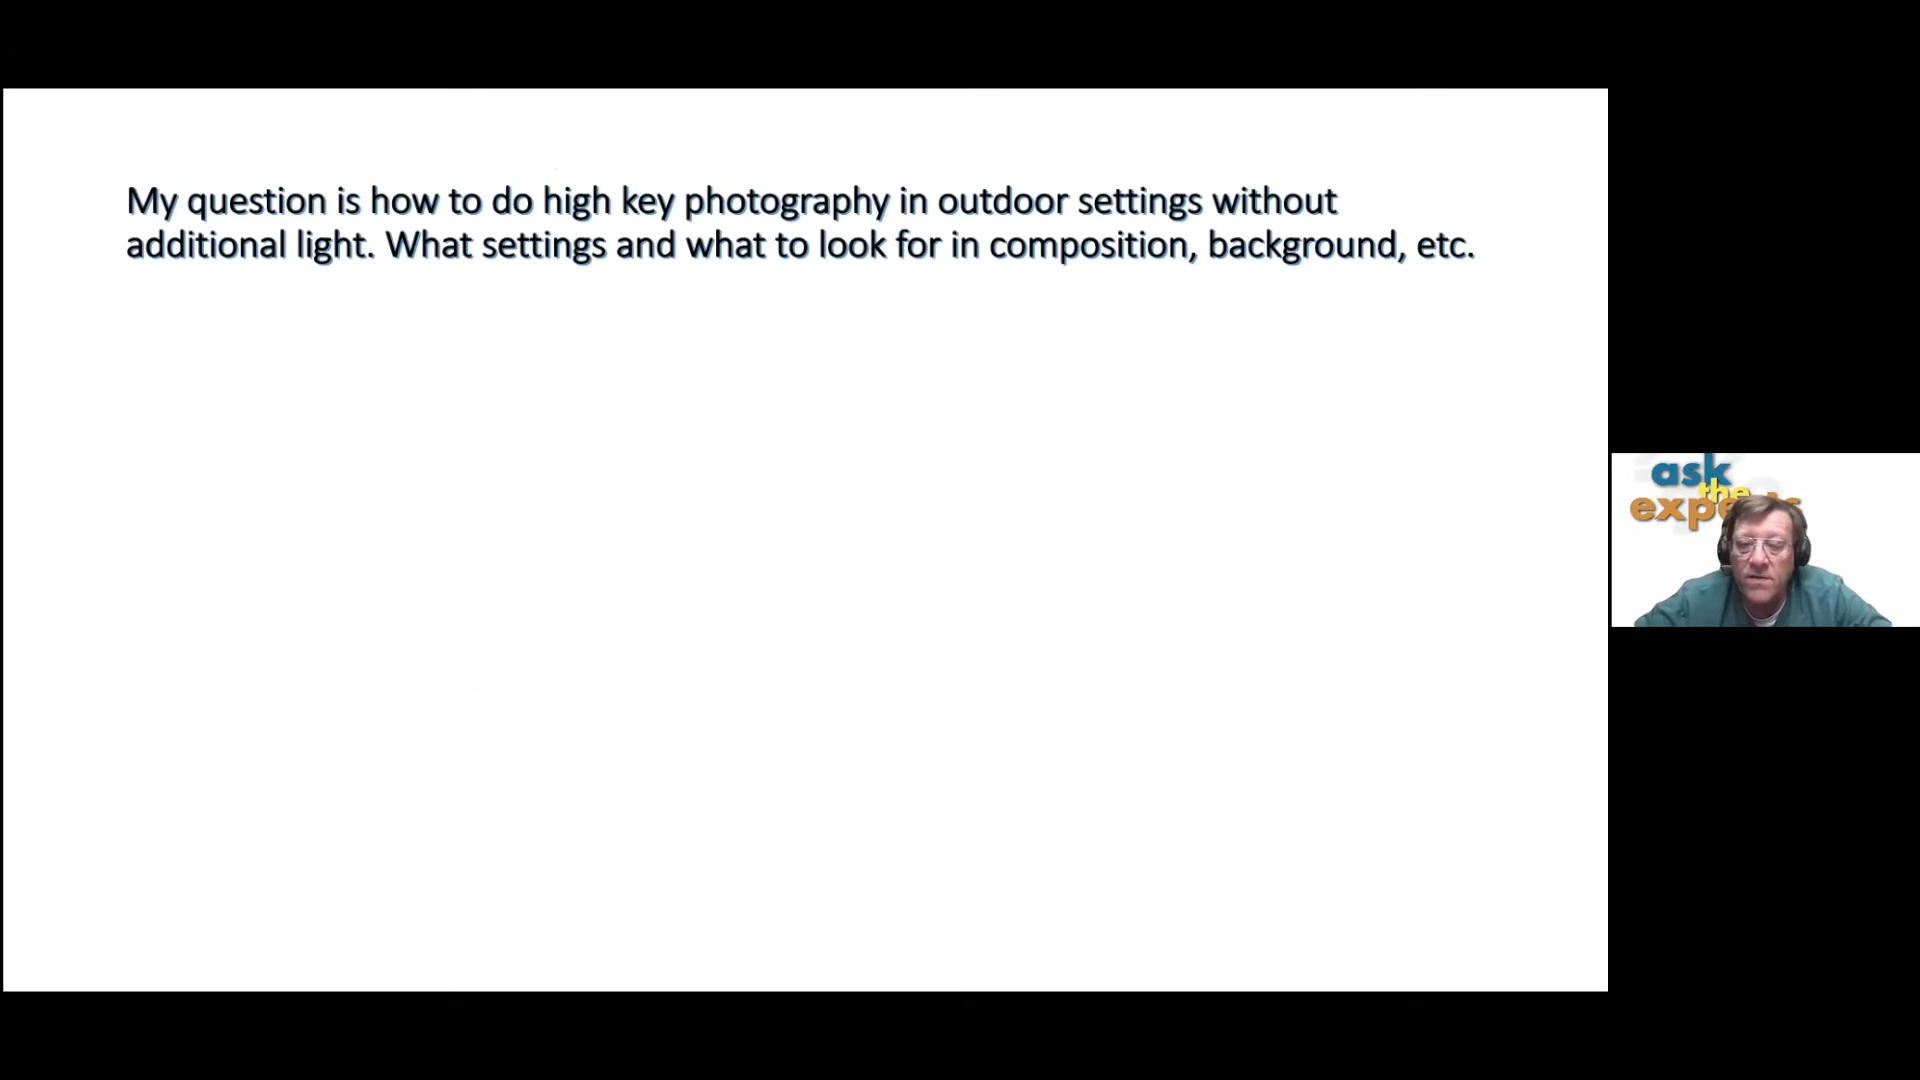 My question is how to do high key photography in outdoor settings without
additional light. What settings and what to look for in composition, background, etc.
ask
the